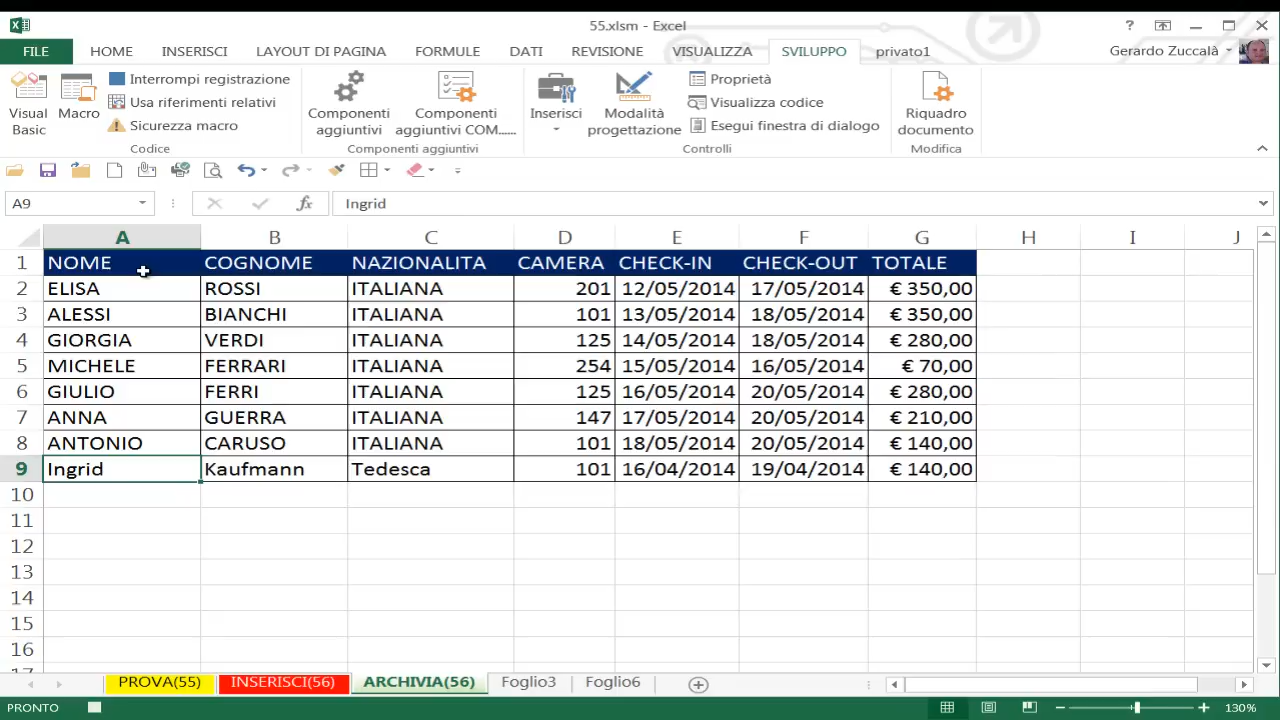 55.xlsm - Excel
?
FILE HOME INSERISCI LAYOUT DI PAGINA FORMULE DATI REVISIONE VISUALIZZA SVILUPPO privato1 Gerardo Zuccalà
Visual Basic
Macro
Interrompi registrazione
Usa riferimenti relativi
Sicurezza macro
Codice
Componenti aggiuntivi
Componenti aggiuntivi COM......
Componenti aggiuntivi
Inserisci
Modalità progettazione
Proprietà
Visualizza codice
Esegui finestra di dialogo
Controlli
Riquadro documento
Modifica
A9 fx Ingrid
A B C D E F G H I J
1 NOME COGNOME NAZIONALITA CAMERA CHECK-IN CHECK-OUT TOTALE
2 ELISA ROSSI ITALIANA 201 12/05/2014 17/05/2014 € 350,00
3 ALESSI BIANCHI ITALIANA 101 13/05/2014 18/05/2014 € 350,00
4 GIORGIA VERDI ITALIANA 125 14/05/2014 18/05/2014 € 280,00
5 MICHELE FERRARI ITALIANA 254 15/05/2014 16/05/2014 € 70,00
6 GIULIO FERRI ITALIANA 125 16/05/2014 20/05/2014 € 280,00
7 ANNA GUERRA ITALIANA 147 17/05/2014 20/05/2014 € 210,00
8 ANTONIO CARUSO ITALIANA 101 18/05/2014 20/05/2014 € 140,00
9 Ingrid Kaufmann Tedesca 101 16/04/2014 19/04/2014 € 140,00
10
11
12
13
14
15
16
17
PROVA(55) INSERISCI(56) ARCHIVIA(56) Foglio3 Foglio6
PRONTO 130%